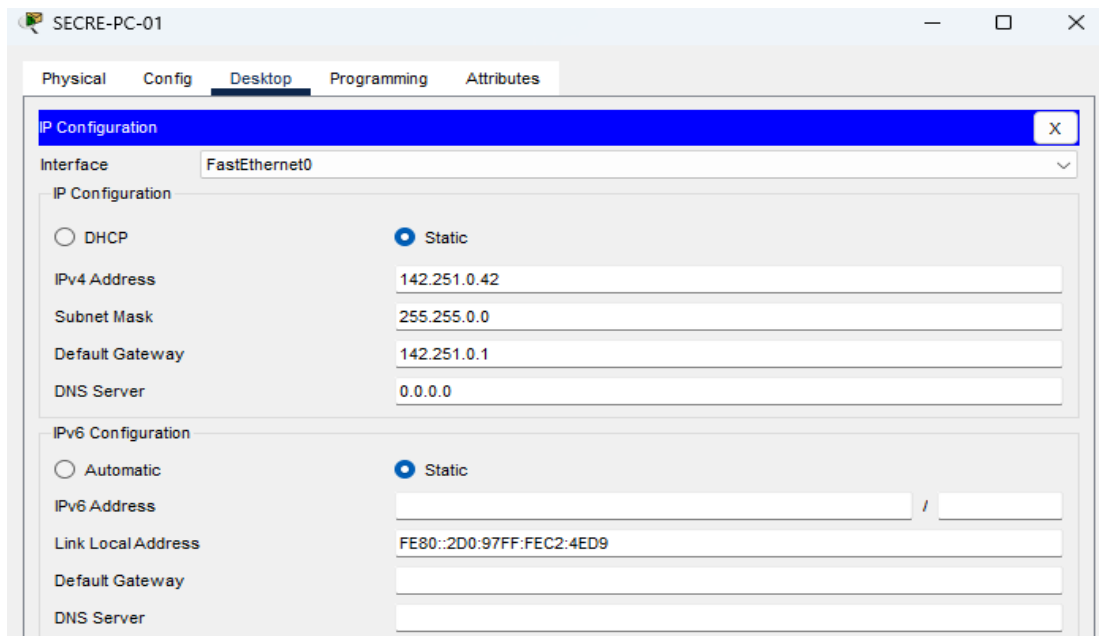 SECRE-PC-01
Physical Config Desktop Programming Attributes
IP Configuration X
Interface FastEthernet0
IP Configuration
DHCP Static
IPv4 Address 142.251.0.42
Subnet Mask 255.255.0.0
Default Gateway 142.251.0.1
DNS Server 0.0.0.0
IPv6 Configuration
Automatic Static
IPv6 Address /
Link Local Address FE80::2D0:97FF:FEC2:4ED9
Default Gateway
DNS Server